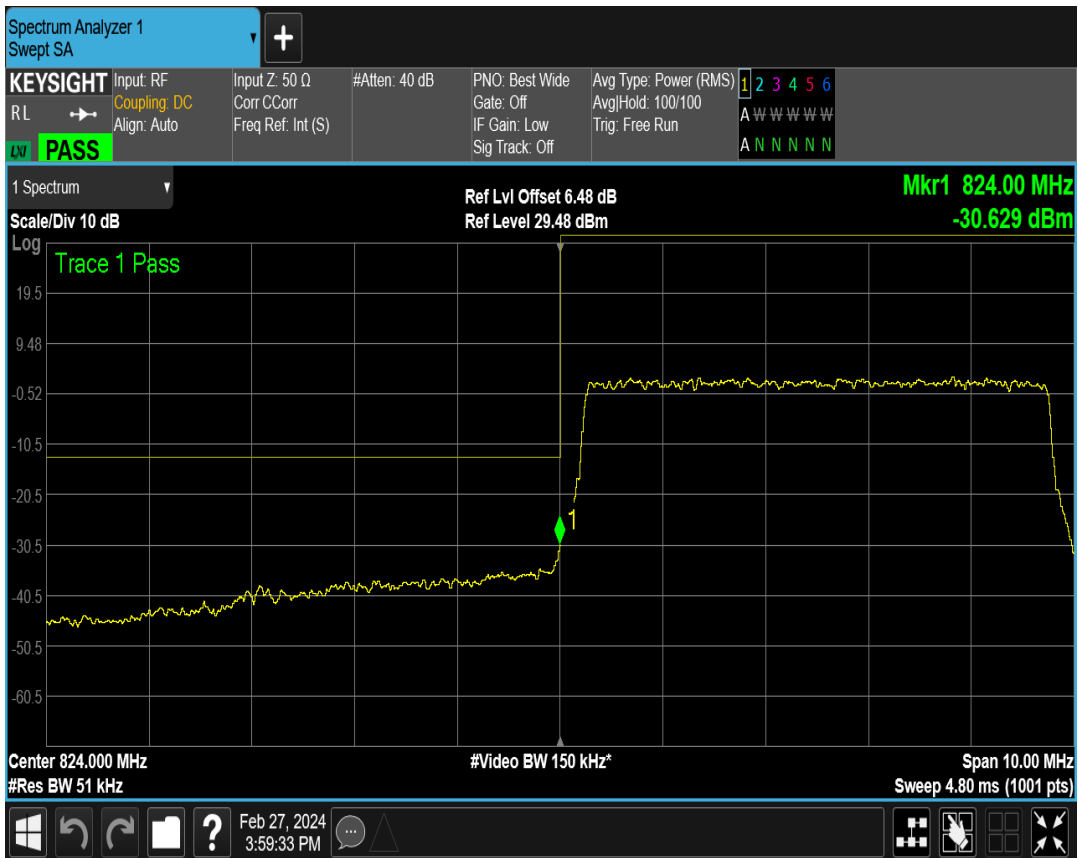 Spectrum Analyzer 1
Swept SA
+
KEYSIGHT
RL
LXI PASS
Input: RF
Coupling: DC
Align: Auto
Input Z: 50 Ω
Corr CCorr
Freq Ref: Int (S)
#Atten: 40 dB
PNO: Best Wide
Gate: Off
IF Gain: Low
Sig Track: Off
Avg Type: Power (RMS)
Avg|Hold: 100/100
Trig: Free Run
1 2 3 4 5 6
A W W W W W
A N N N N N
1 Spectrum
Scale/Div 10 dB
Ref Lvl Offset 6.48 dB
Ref Level 29.48 dBm
Mkr1 824.00 MHz
-30.629 dBm
Log
Trace 1 Pass
19.5
9.48
-0.52
-10.5
-20.5
-30.5
-40.5
-50.5
-60.5
1
Center 824.000 MHz
#Res BW 51 kHz
#Video BW 150 kHz*
Span 10.00 MHz
Sweep 4.80 ms (1001 pts)
?
Feb 27, 2024
3:59:33 PM